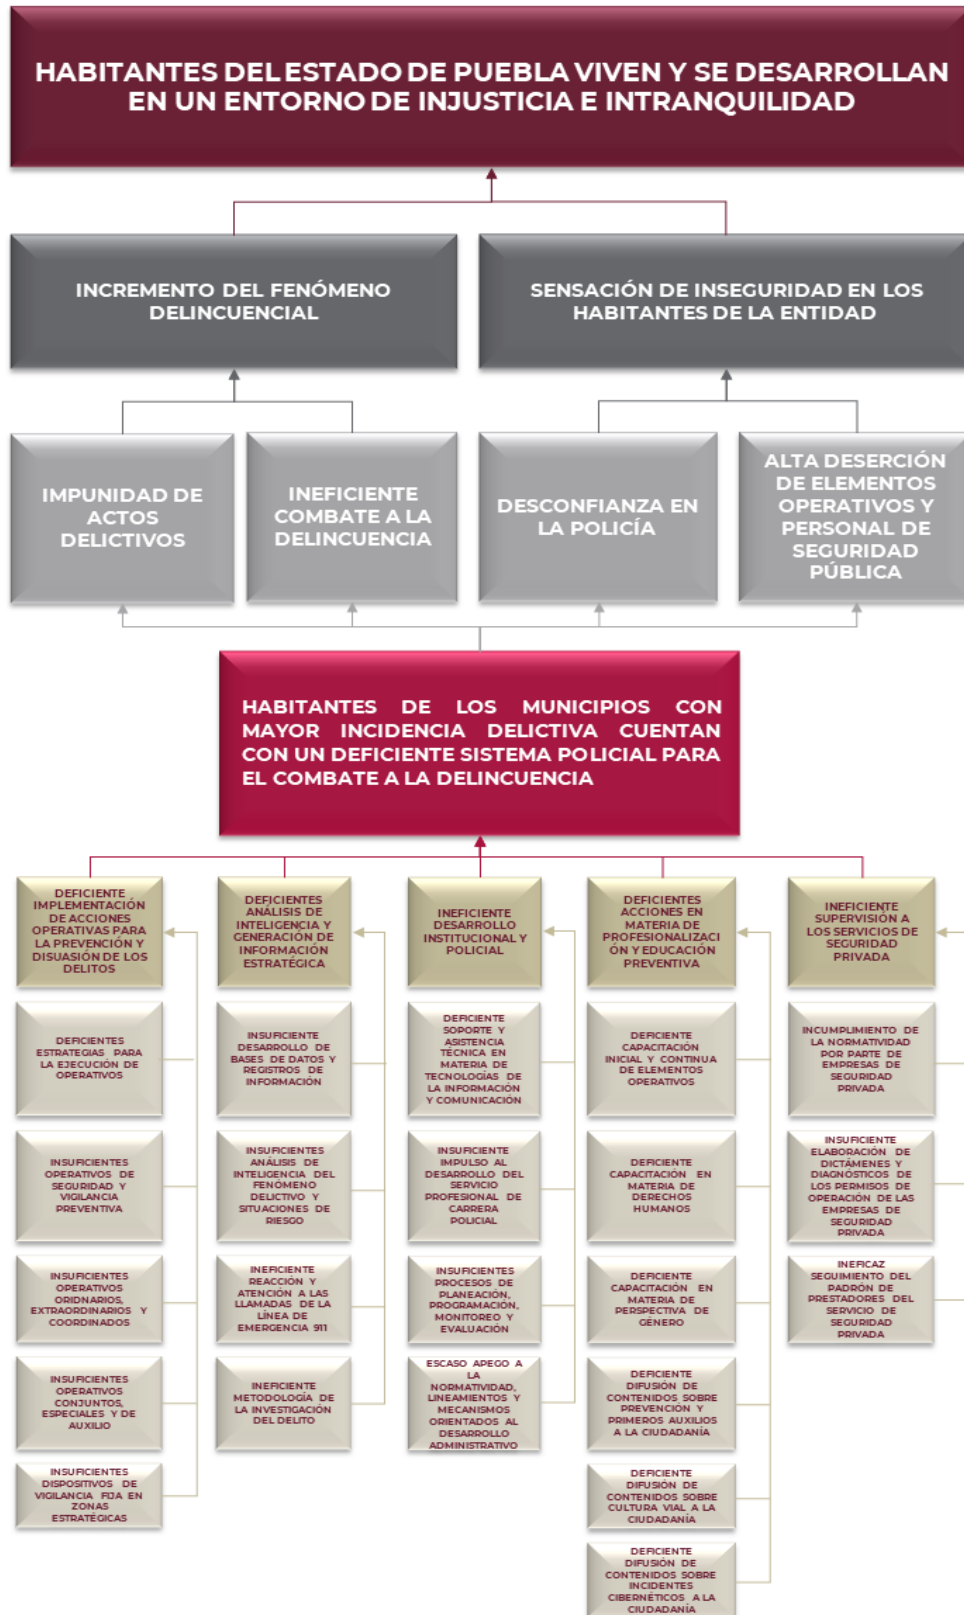 HABITANTES DEL ESTADO DE PUEBLA VIVEN Y SE DESARROLLAN
EN UN ENTORNO DE INJUSTICIA E INTRANQUILIDAD
INCREMENTO DEL FENÓMENO
DELINCUENCIAL
SENSACIÓN DE INSEGURIDAD EN LOS
HABITANTES DE LA ENTIDAD
IMPUNIDAD DE
ACTOS
DELICTIVOS
INEFICIENTE
COMBATE A LA
DELINCUENCIA
DESCONFIANZA EN
LA POLICÍA
ALTA DESERCIÓN
DE ELEMENTOS
OPERATIVOS Y
PERSONAL DE
SEGURIDAD
PÚBLICA
HABITANTES DE LOS MUNICIPIOS CON
MAYOR INCIDENCIA DELICTIVA CUENTAN
CON UN DEFICIENTE SISTEMA POLICIAL PARA
EL COMBATE A LA DELINCUENCIA
DEFICIENTE
IMPLEMENTACIÓN
DE ACCIONES
OPERATIVAS PARA
LA PREVENCIÓN Y
DISUASIÓN DE LOS
DELITOS
DEFICIENTES
ESTRATEGIAS PARA
LA EJECUCIÓN DE
OPERATIVOS
INSUFICIENTES
OPERATIVOS DE
SEGURIDAD Y
VIGILANCIA
PREVENTIVA
INSUFICIENTES
OPERATIVOS
ORIDNARIOS,
EXTRAORDINARIOS Y
COORDINADOS
INSUFICIENTES
OPERATIVOS
CONJUNTOS,
ESPECIALES Y DE
AUXILIO
INSUFICIENTES
DISPOSITIVOS DE
VIGILANCIA FIJA EN
ZONAS
ESTRATÉGICAS
DEFICIENTES
ANÁLISIS DE
INTELIGENCIA Y
GENERACIÓN DE
INFORMACIÓN
ESTRATÉGICA
INSUFICIENTE
DESARROLLO DE
BASES DE DATOS Y
REGISTROS DE
INFORMACIÓN
INSUFICIENTES
ANÁLISIS DE
INTELIGENCIA DEL
FENÓMENO
DELICTIVO Y
SITUACIONES DE
RIESGO
INEFICIENTE
REACCIÓN Y
ATENCIÓN A LAS
LLAMADAS DE LA
LÍNEA DE
EMERGENCIA 911
INEFICIENTE
METODOLOGÍA DE
LA INVESTIGACIÓN
DEL DELITO
INEFICIENTE
DESARROLLO
INSTITUCIONAL Y
POLICIAL
DEFICIENTE
SOPORTE Y
ASISTENCIA
TÉCNICA EN
MATERIA DE
TECNOLOGÍAS DE
LA INFORMACIÓN
Y COMUNICACIÓN
INSUFICIENTE
IMPULSO AL
DESARROLLO DEL
SERVICIO
PROFESIONAL DE
CARRERA
POLICIAL
INSUFICIENTES
PROCESOS DE
PLANEACIÓN,
PROGRAMACIÓN,
MONITOREO Y
EVALUACIÓN
ESCASO APEGO A
LA
NORMATIVIDAD,
LINEAMIENTOS Y
MECANISMOS
ORIENTADOS AL
DESARROLLO
ADMINISTRATIVO
DEFICIENTES
ACCIONES EN
MATERIA DE
PROFESIONALIZACI
ÓN Y EDUCACIÓN
PREVENTIVA
DEFICIENTE
CAPACITACIÓN
INICIAL Y CONTINUA
DE ELEMENTOS
OPERATIVOS
DEFICIENTE
CAPACITACIÓN EN
MATERIA DE
DERECHOS
HUMANOS
DEFICIENTE
CAPACITACIÓN EN
MATERIA DE
PERSPECTIVA DE
GÉNERO
DEFICIENTE
DIFUSIÓN DE
CONTENIDOS SOBRE
PREVENCIÓN Y
PRIMEROS AUXILIOS
A LA CIUDADANÍA
DEFICIENTE
DIFUSIÓN DE
CONTENIDOS SOBRE
CULTURA VIAL A LA
CIUDADANÍA
DEFICIENTE
DIFUSIÓN DE
CONTENIDOS SOBRE
INCIDENTES
CIBERNÉTICOS A LA
CIUDADANÍA
INEFICIENTE
SUPERVISIÓN A
LOS SERVICIOS DE
SEGURIDAD
PRIVADA
INCUMPLIMIENTO DE
LA NORMATIVIDAD
POR PARTE DE
EMPRESAS DE
SEGURIDAD
PRIVADA
INSUFICIENTE
ELABORACIÓN DE
DICTÁMENES Y
DIAGNÓSTICOS DE
LOS PERMISOS DE
OPERACIÓN DE LAS
EMPRESAS DE
SEGURIDAD
PRIVADA
INEFICAZ
SEGUIMIENTO DEL
PADRÓN DE
PRESTADORES DEL
SERVICIO DE
SEGURIDAD
PRIVADA